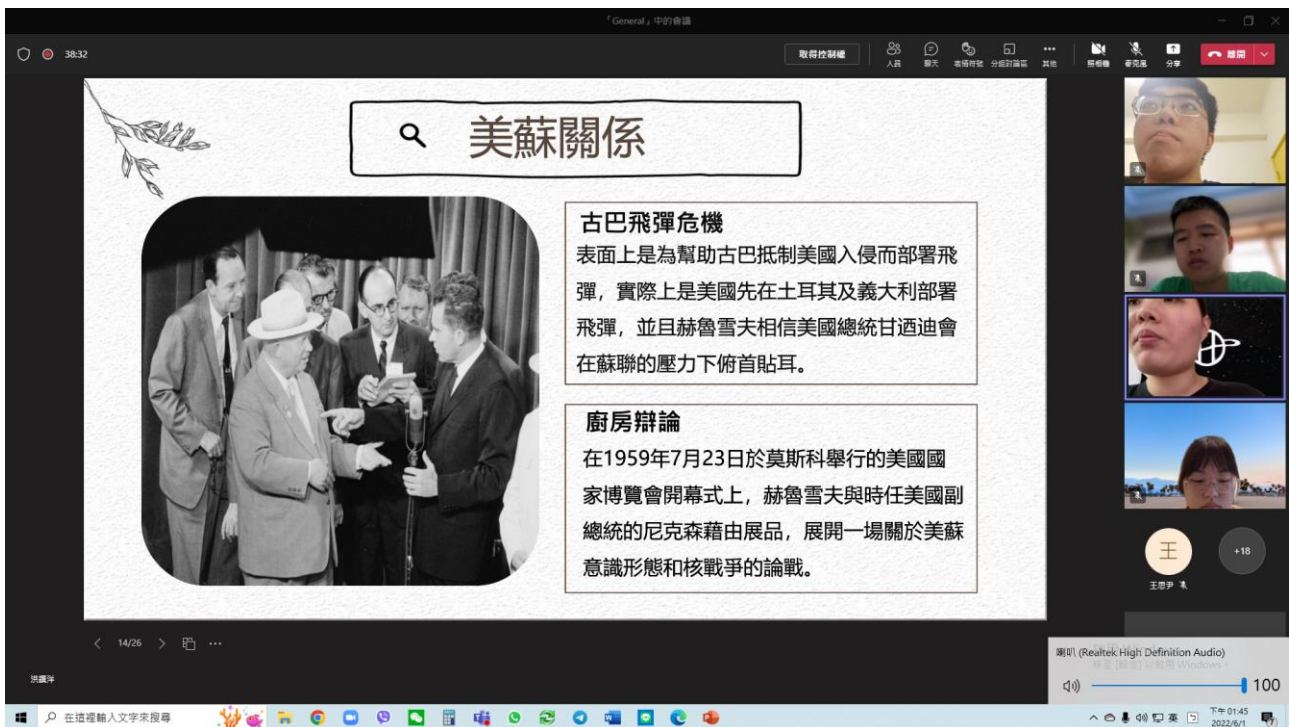 「General」中的會議
38:32
取得控制權
人員
聊天
表情符號
分組討論區
其他
照相機
麥克風
分享
離開
美蘇關係
古巴飛彈危機
表面上是為幫助古巴抵制美國入侵而部署飛
彈，實際上是美國先在土耳其及義大利部署
飛彈，並且赫魯雪夫相信美國總統甘迺迪會
在蘇聯的壓力下俯首貼耳。
廚房辯論
在1959年7月23日於莫斯科舉行的美國國
家博覽會開幕式上，赫魯雪夫與時任美國副
總統的尼克森藉由展品，展開一場關於美蘇
意識形態和核戰爭的論戰。
王
+18
王思尹
14/26
喇叭 (Realtek High Definition Audio)
100
在這裡輸入文字來搜尋
英
下午 01:45
2022/6/1